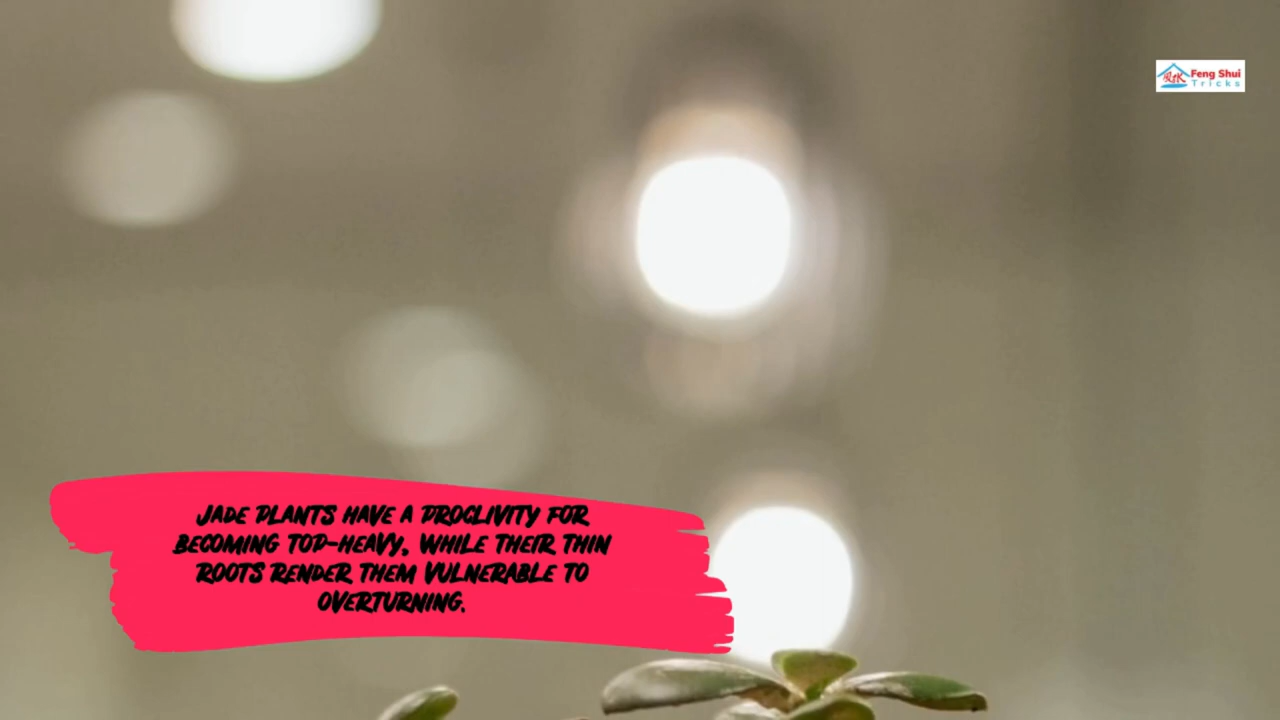 Feng Shui
Tricks
JADE PLANTS HAVE A PROCLIVITY FOR
BECOMING TOP-HEAVY, WHILE THEIR THIN
ROOTS RENDER THEM VULNERABLE TO
OVERTURNING.